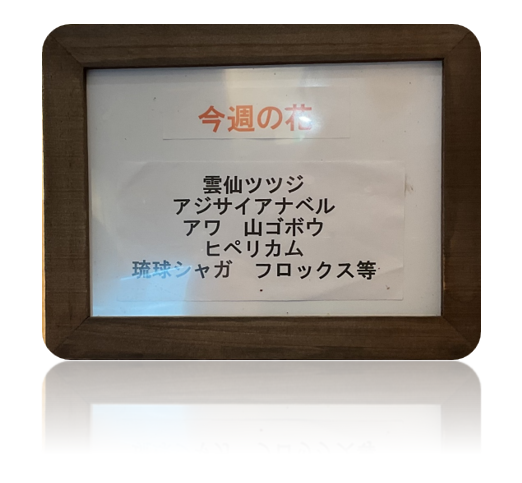 今週の花
雲仙ツツジ
アジサイアナベル
アワ　山ゴボウ
ヒペリカム
琉球シャガ　フロックス等